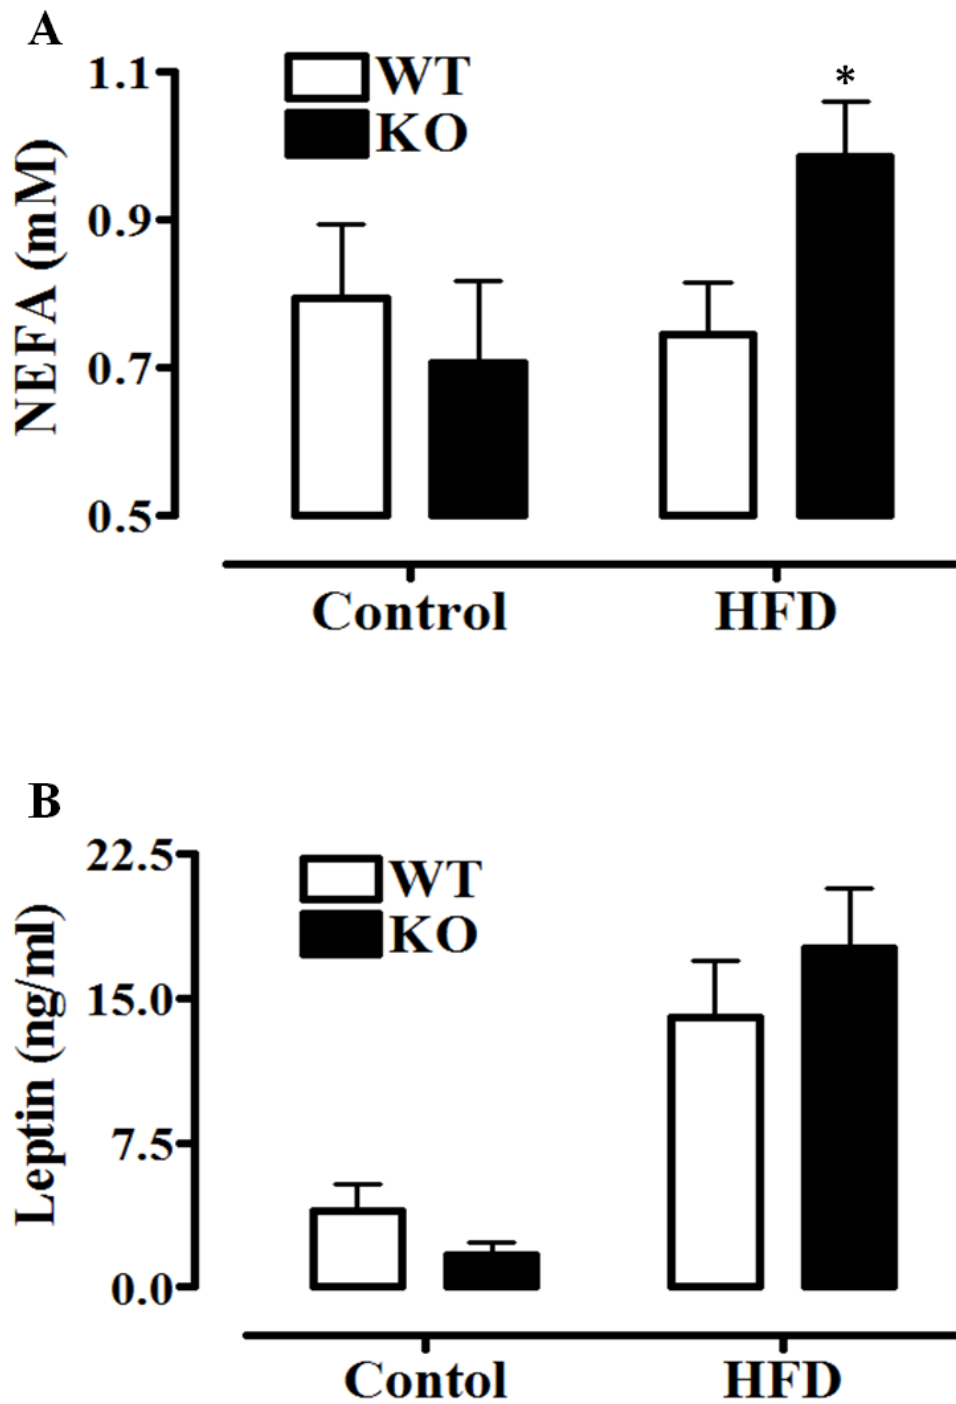 A
1.1
0.9
0.7
0.5
NEFA (mM)
WT
KO
*
Control HFD
B
22.5
15.0
7.5
0.0
Leptin (ng/ml)
WT
KO
Contol HFD